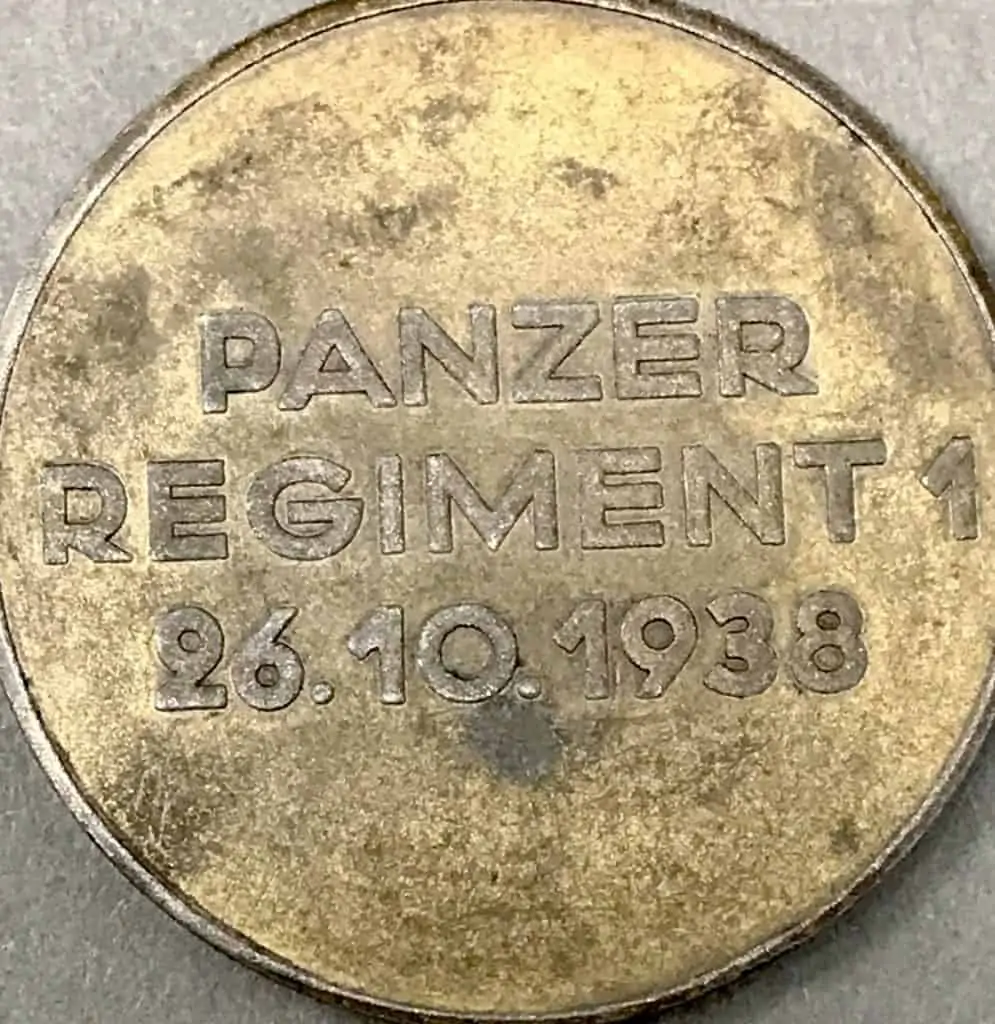 PANZER
REGIMENT 1
26.10.1938